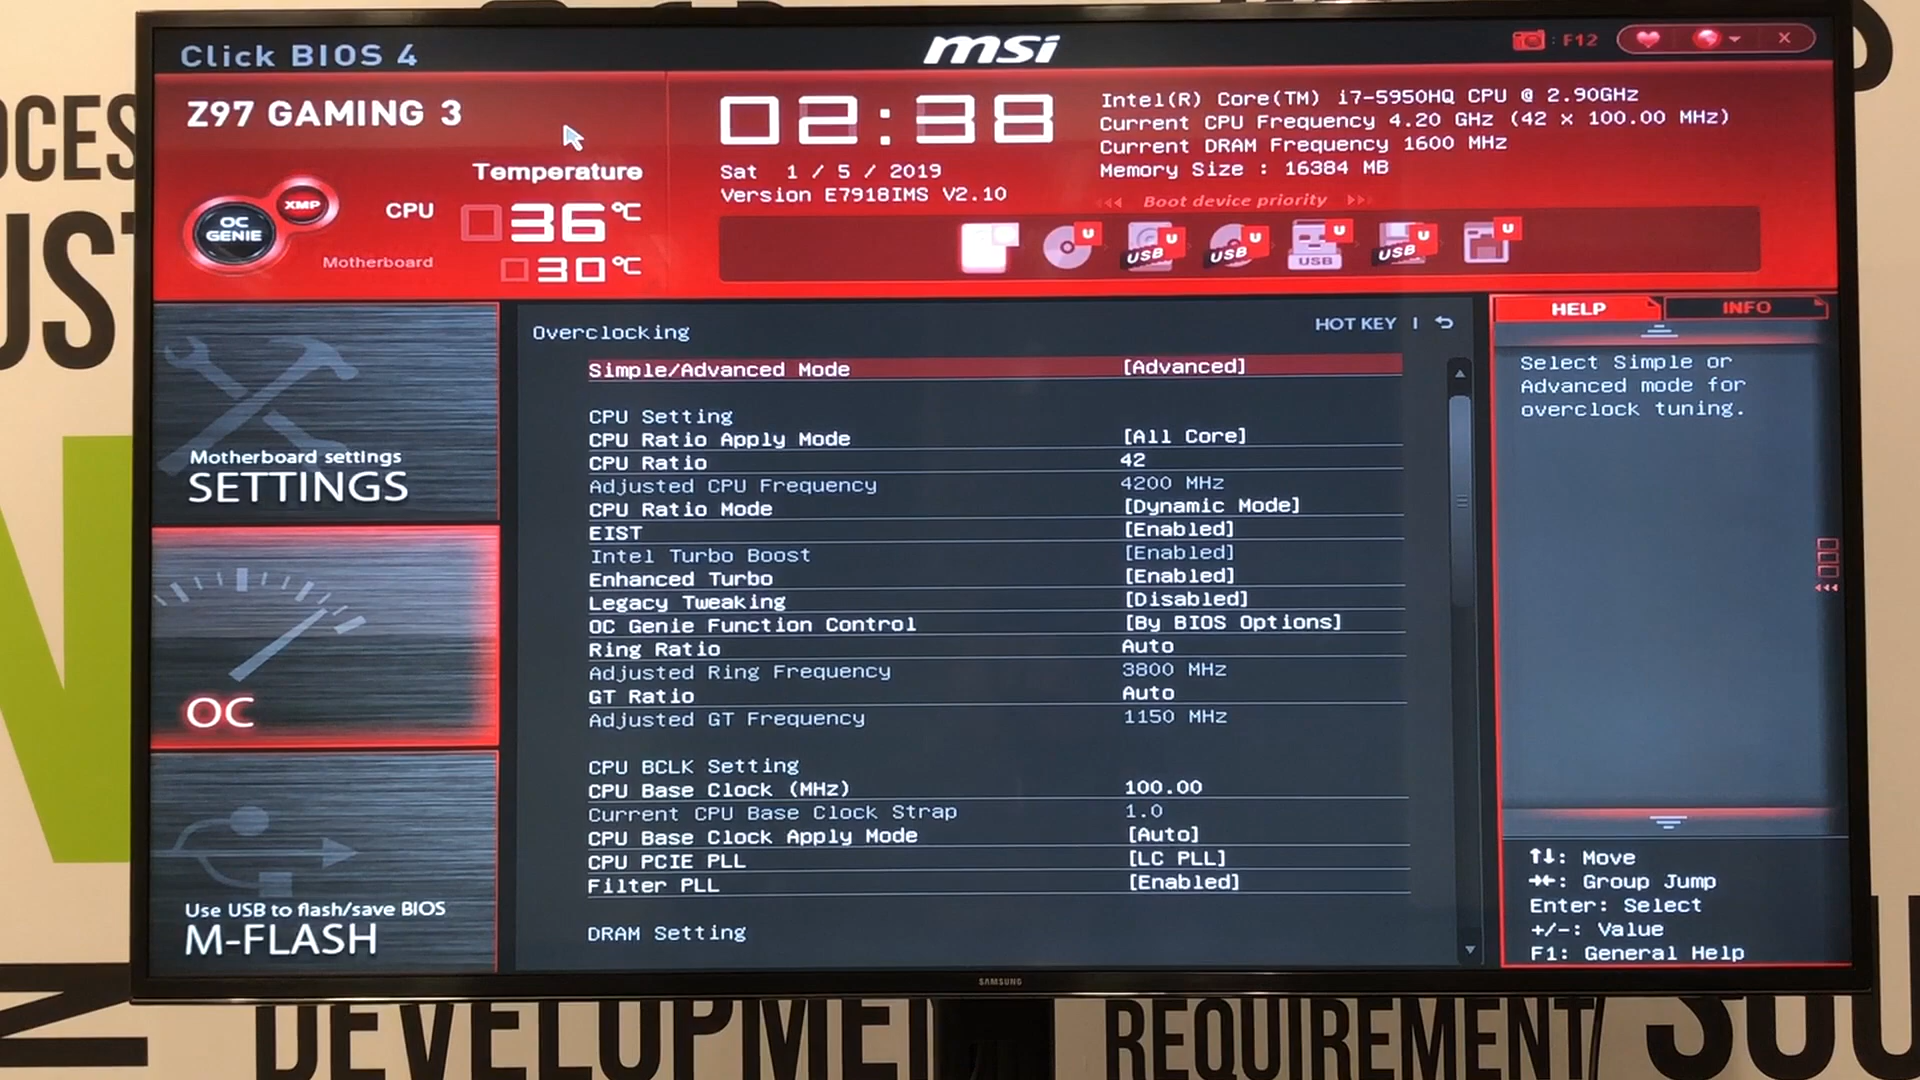 Click BIOS 4
msi
: F12
Z97 GAMING 3
OC GENIE
XMP
Temperature
CPU 36°C
Motherboard 30°C
02:38
Sat 1 / 5 / 2019
Version E7918IMS V2.10
Intel(R) Core(TM) i7-5950HQ CPU @ 2.90GHz
Current CPU Frequency 4.20 GHz (42 x 100.00 MHz)
Current DRAM Frequency 1600 MHz
Memory Size : 16384 MB
Boot device priority
U
USB U
USB U
USB U
USB U
U
Motherboard settings
SETTINGS
OC
Use USB to flash/save BIOS
M-FLASH
Overclocking
HOT KEY |
Simple/Advanced Mode [Advanced]
CPU Setting
CPU Ratio Apply Mode [All Core]
CPU Ratio 42
Adjusted CPU Frequency 4200 MHz
CPU Ratio Mode [Dynamic Mode]
EIST [Enabled]
Intel Turbo Boost [Enabled]
Enhanced Turbo [Enabled]
Legacy Tweaking [Disabled]
OC Genie Function Control [By BIOS Options]
Ring Ratio Auto
Adjusted Ring Frequency 3800 MHz
GT Ratio Auto
Adjusted GT Frequency 1150 MHz
CPU BCLK Setting
CPU Base Clock (MHz) 100.00
Current CPU Base Clock Strap 1.0
CPU Base Clock Apply Mode [Auto]
CPU PCIE PLL [LC PLL]
Filter PLL [Enabled]
DRAM Setting
HELP
INFO
Select Simple or
Advanced mode for
overclock tuning.
↑↓: Move
→←: Group Jump
Enter: Select
+/-: Value
F1: General Help
SAMSUNG
DEVELOPME
REQUIREMENT
SOU